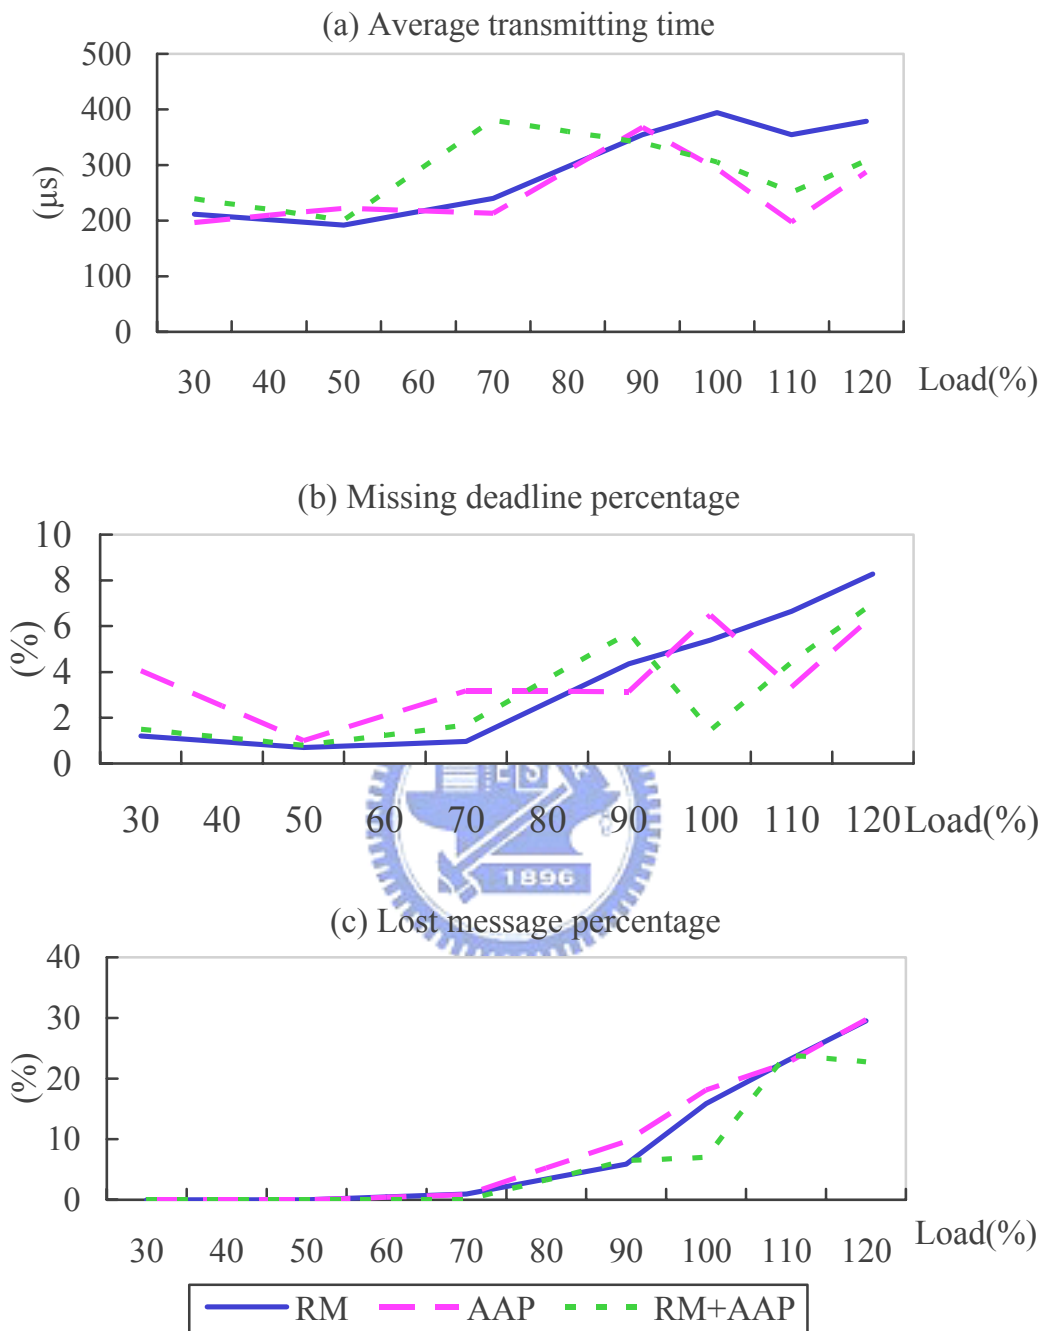 (a) Average transmitting time
500
400
300
200
100
0
(μs)
30 40 50 60 70 80 90 100 110 120 Load(%)
(b) Missing deadline percentage
10
8
6
4
2
0
(%)
30 40 50 60 70 80 90 100 110 120 Load(%)
E S
1896
(c) Lost message percentage
40
30
20
10
0
(%)
30 40 50 60 70 80 90 100 110 120 Load(%)
RM AAP RM+AAP